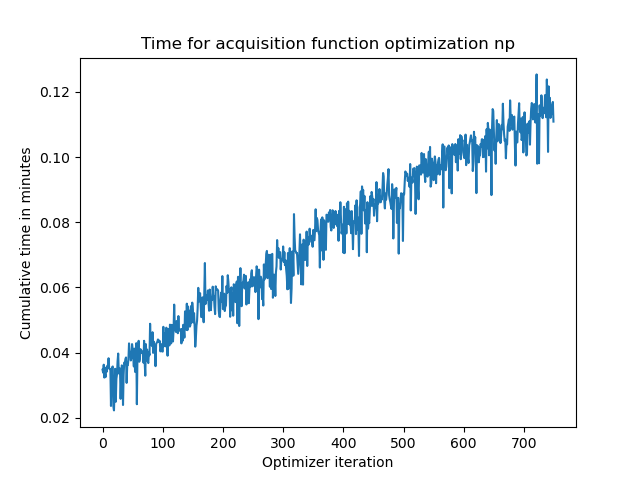 Time for acquisition function optimization np
Cumulative time in minutes
0.12
0.10
0.08
0.06
0.04
0.02
0 100 200 300 400 500 600 700
Optimizer iteration